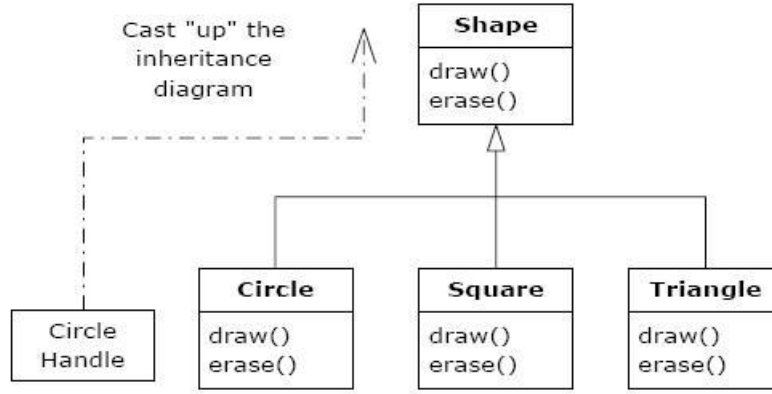 Cast "up" the
inheritance
diagram
Shape
draw()
erase()
Circle
Handle
Circle
draw()
erase()
Square
draw()
erase()
Triangle
draw()
erase()